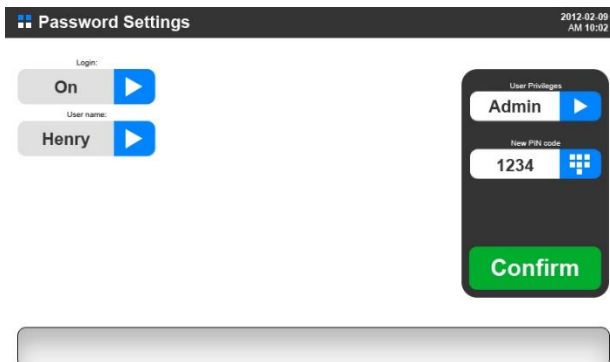 Password Settings
2012-02-09
AM 10:02
Login:
On
User name:
Henry
User Privileges
Admin
New PIN code
1234
Confirm